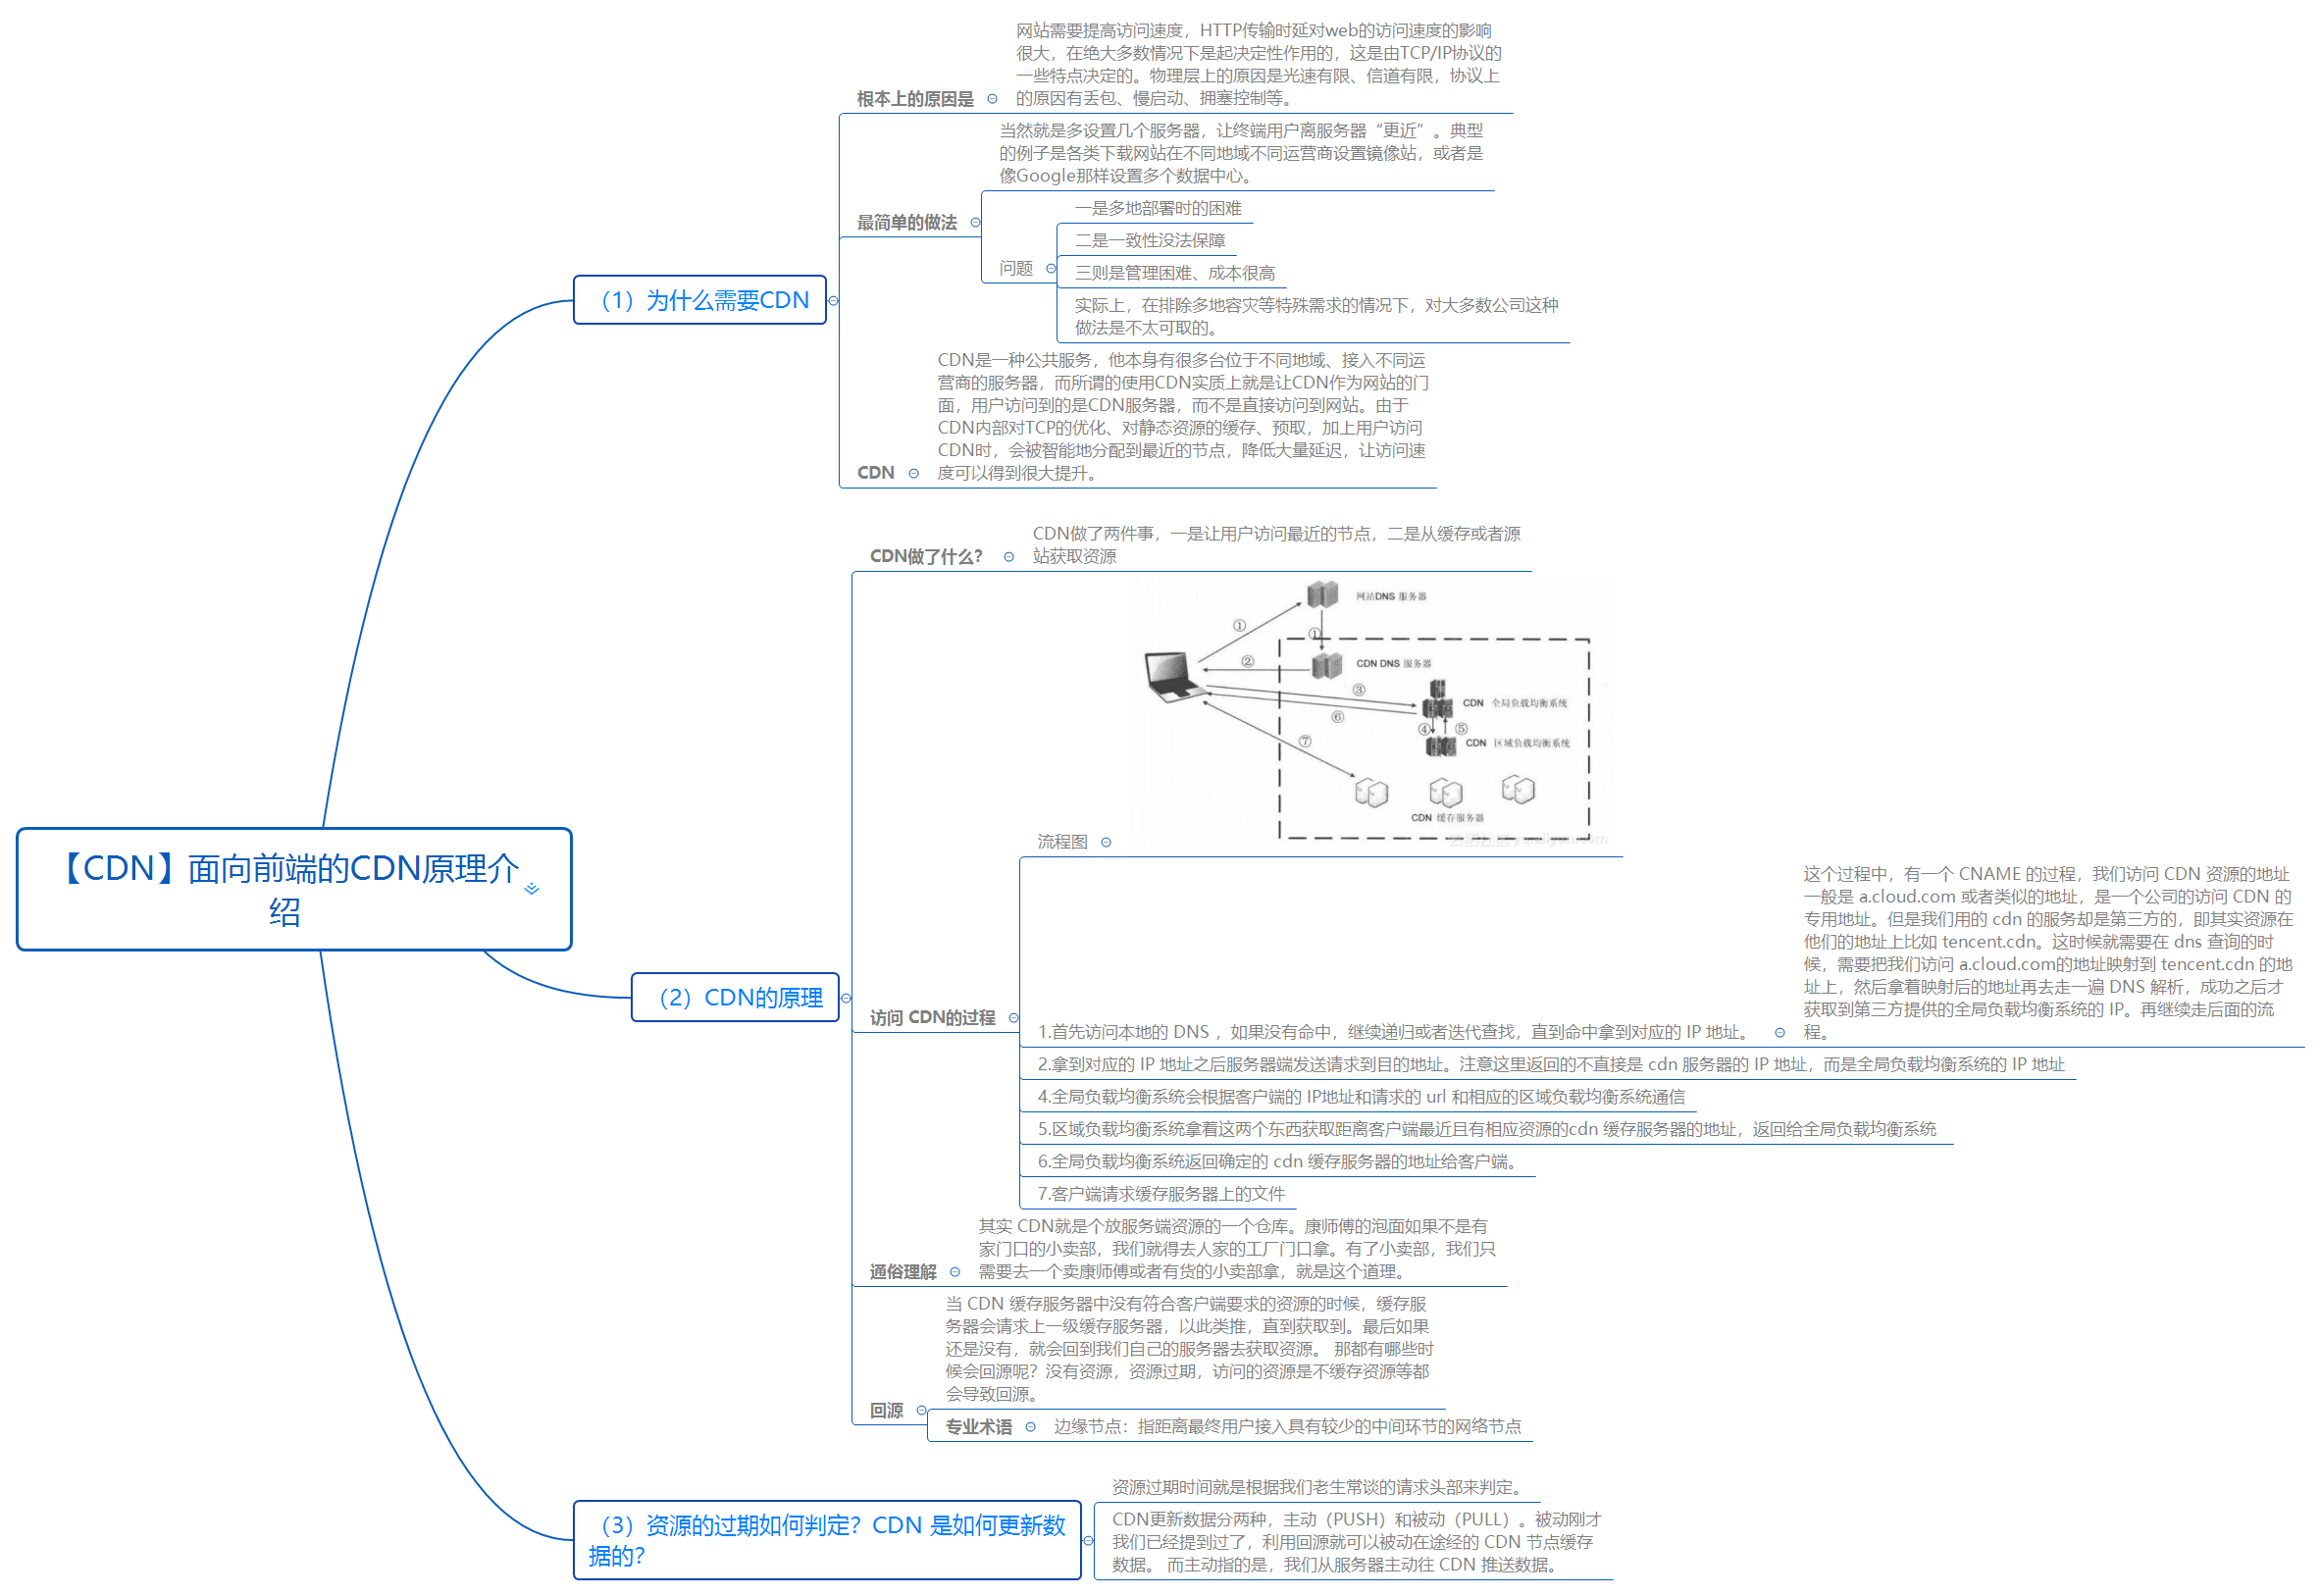 【CDN】面向前端的CDN原理介
绍
（1）为什么需要CDN
根本上的原因是
网站需要提高访问速度，HTTP传输时延对web的访问速度的影响
很大，在绝大多数情况下是起决定性作用的，这是由TCP/IP协议的
一些特点决定的。物理层上的原因是光速有限、信道有限，协议上
的原因有丢包、慢启动、拥塞控制等。
最简单的做法
当然就是多设置几个服务器，让终端用户离服务器“更近”。典型
的例子是各类下载网站在不同地域不同运营商设置镜像站，或者是
像Google那样设置多个数据中心。
问题
一是多地部署时的困难
二是一致性没法保障
三则是管理困难、成本很高
实际上，在排除多地容灾等特殊需求的情况下，对大多数公司这种
做法是不太可取的。
CDN
CDN是一种公共服务，他本身有很多台位于不同地域、接入不同运
营商的服务器，而所谓的使用CDN实质上就是让CDN作为网站的门
面，用户访问到的是CDN服务器，而不是直接访问到网站。由于
CDN内部对TCP的优化、对静态资源的缓存、预取，加上用户访问
CDN时，会被智能地分配到最近的节点，降低大量延迟，让访问速
度可以得到很大提升。
（2）CDN的原理
CDN做了什么？
CDN做了两件事，一是让用户访问最近的节点，二是从缓存或者源
站获取资源
访问 CDN的过程
流程图
网站DNS 服务器
①
①
②
CDN DNS 服务器
③
CDN 全局负载均衡系统
⑥
④
⑤
CDN 区域负载均衡系统
⑦
CDN 缓存服务器
1.首先访问本地的 DNS ，如果没有命中，继续递归或者迭代查找，直到命中拿到对应的 IP 地址。
这个过程中，有一个 CNAME 的过程，我们访问 CDN 资源的地址
一般是 a.cloud.com 或者类似的地址，是一个公司的访问 CDN 的
专用地址。但是我们用的 cdn 的服务却是第三方的，即其实资源在
他们的地址上比如 tencent.cdn。这时候就需要在 dns 查询的时
候，需要把我们访问 a.cloud.com的地址映射到 tencent.cdn 的地
址上，然后拿着映射后的地址再去走一遍 DNS 解析，成功之后才
获取到第三方提供的全局负载均衡系统的 IP。再继续走后面的流
程。
2.拿到对应的 IP 地址之后服务器端发送请求到目的地址。注意这里返回的不直接是 cdn 服务器的 IP 地址，而是全局负载均衡系统的 IP 地址
4.全局负载均衡系统会根据客户端的 IP地址和请求的 url 和相应的区域负载均衡系统通信
5.区域负载均衡系统拿着这两个东西获取距离客户端最近且有相应资源的cdn 缓存服务器的地址，返回给全局负载均衡系统
6.全局负载均衡系统返回确定的 cdn 缓存服务器的地址给客户端。
7.客户端请求缓存服务器上的文件
通俗理解
其实 CDN就是个放服务端资源的一个仓库。康师傅的泡面如果不是有
家门口的小卖部，我们就得去人家的工厂门口拿。有了小卖部，我们只
需要去一个卖康师傅或者有货的小卖部拿，就是这个道理。
回源
当 CDN 缓存服务器中没有符合客户端要求的资源的时候，缓存服
务器会请求上一级缓存服务器，以此类推，直到获取到。最后如果
还是没有，就会回到我们自己的服务器去获取资源。 那都有哪些时
候会回源呢？没有资源，资源过期，访问的资源是不缓存资源等都
会导致回源。
专业术语
边缘节点：指距离最终用户接入具有较少的中间环节的网络节点
（3）资源的过期如何判定？CDN 是如何更新数
据的？
资源过期时间就是根据我们老生常谈的请求头部来判定。
CDN更新数据分两种，主动（PUSH）和被动（PULL）。被动刚才
我们已经提到过了，利用回源就可以被动在途经的 CDN 节点缓存
数据。 而主动指的是，我们从服务器主动往 CDN 推送数据。